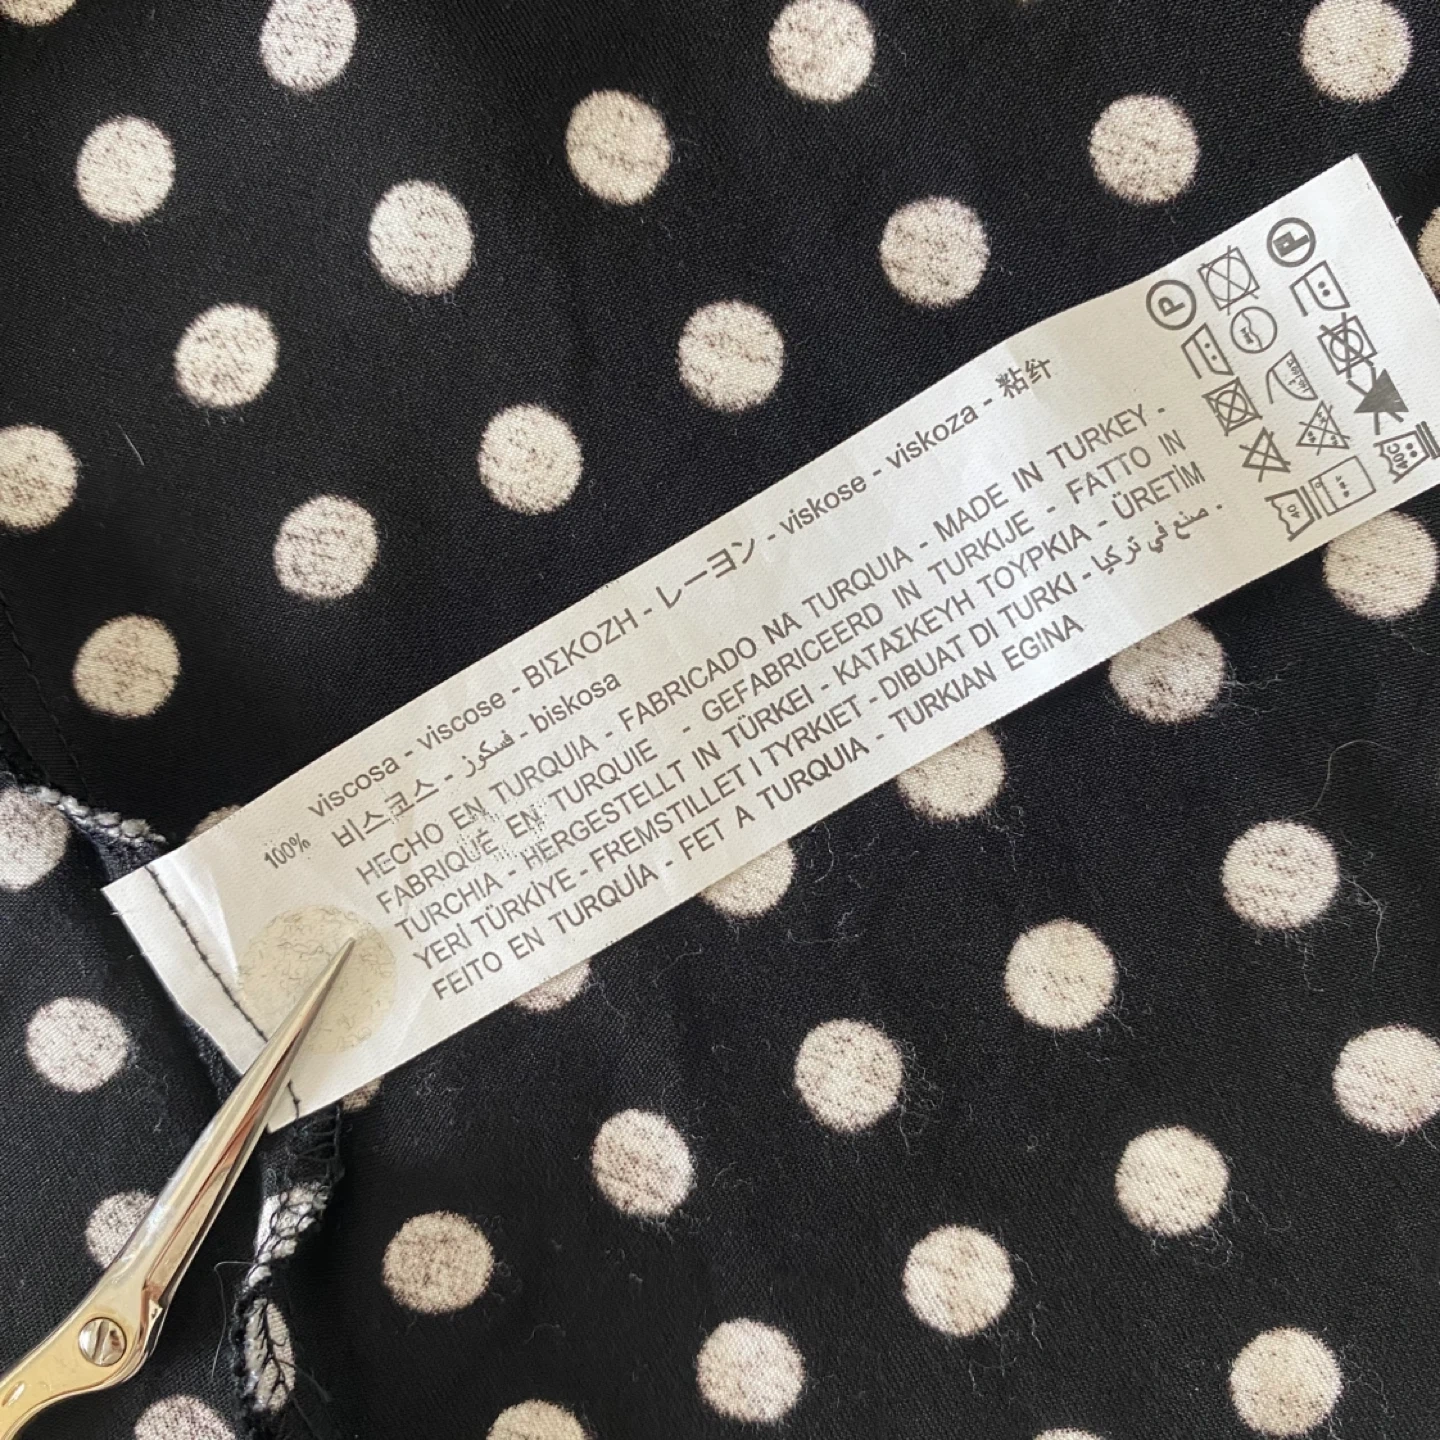 100% viscosa - viscose - ΒΙΣΚΟΖΗ - レーヨン - viskose - viskoza - 粘纤
비스코스 - فسكوز - biskosa
HECHO EN TURQUIA - FABRICADO NA TURQUIA - MADE IN TURKEY -
FABRIQUÉ EN TURQUIE - GEFABRICEERD IN TURKIJE - FATTO IN
TURCHIA - HERGESTELLT IN TÜRKEI - ΚΑΤΑΣΚΕΥΗ ΤΟΥΡΚΙΑ - ÜRETİM
YERİ TÜRKİYE - FREMSTILLET I TYRKIET - DIBUAT DI TURKI - صنع في تركيا .
FEITO EN TURQUÍA - FET A TURQUIA - TURKIAN EGINA
P
P
40
40C